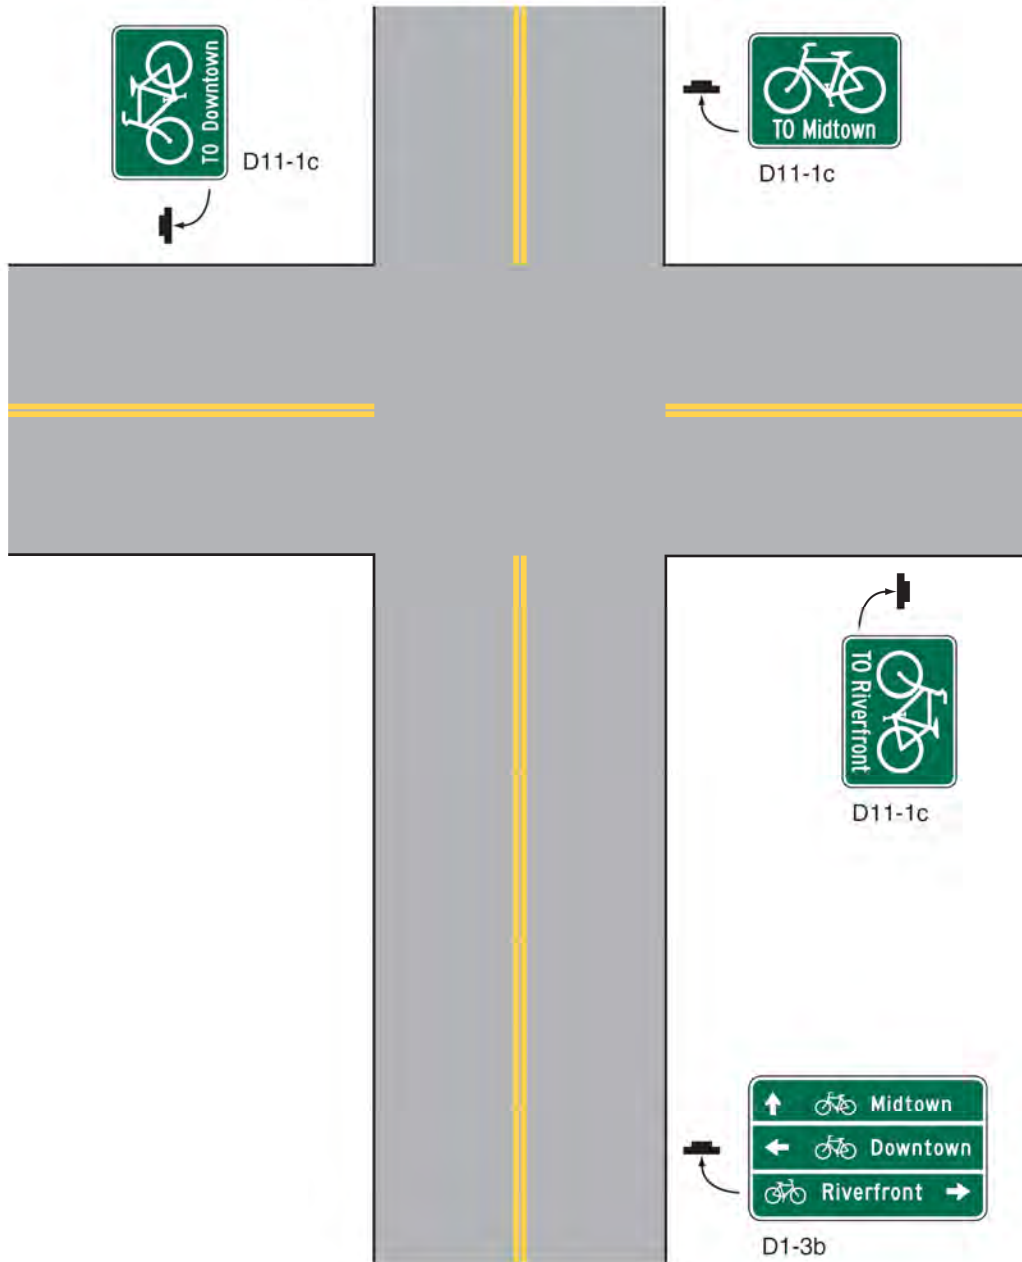 TO Downtown
D11-1c
TO Midtown
D11-1c
TO Riverfront
D11-1c
Midtown
Downtown
Riverfront
D1-3b